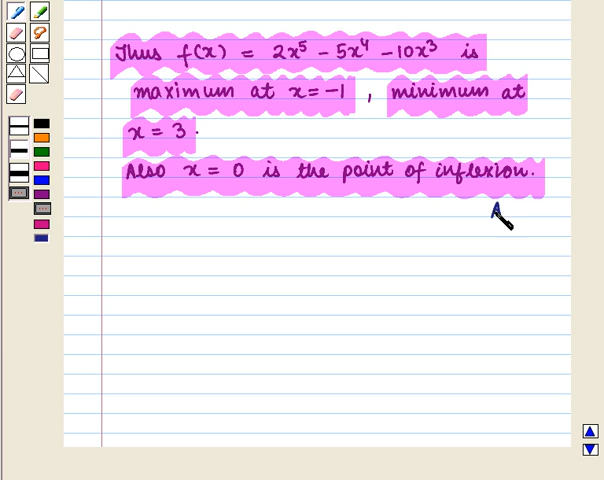 Thus f(x) = 2x⁵ - 5x⁴ - 10x³ is
maximum at x = -1 , minimum at
x = 3.
Also x = 0 is the point of inflexion.